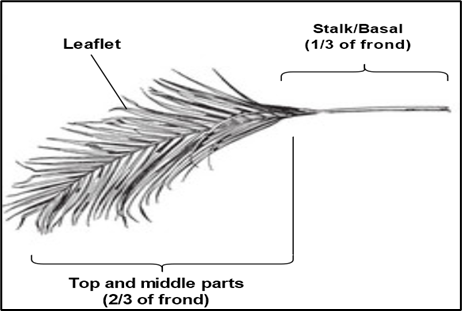 Stalk/Basal
(1/3 of frond)
Leaflet
Top and middle parts
(2/3 of frond)